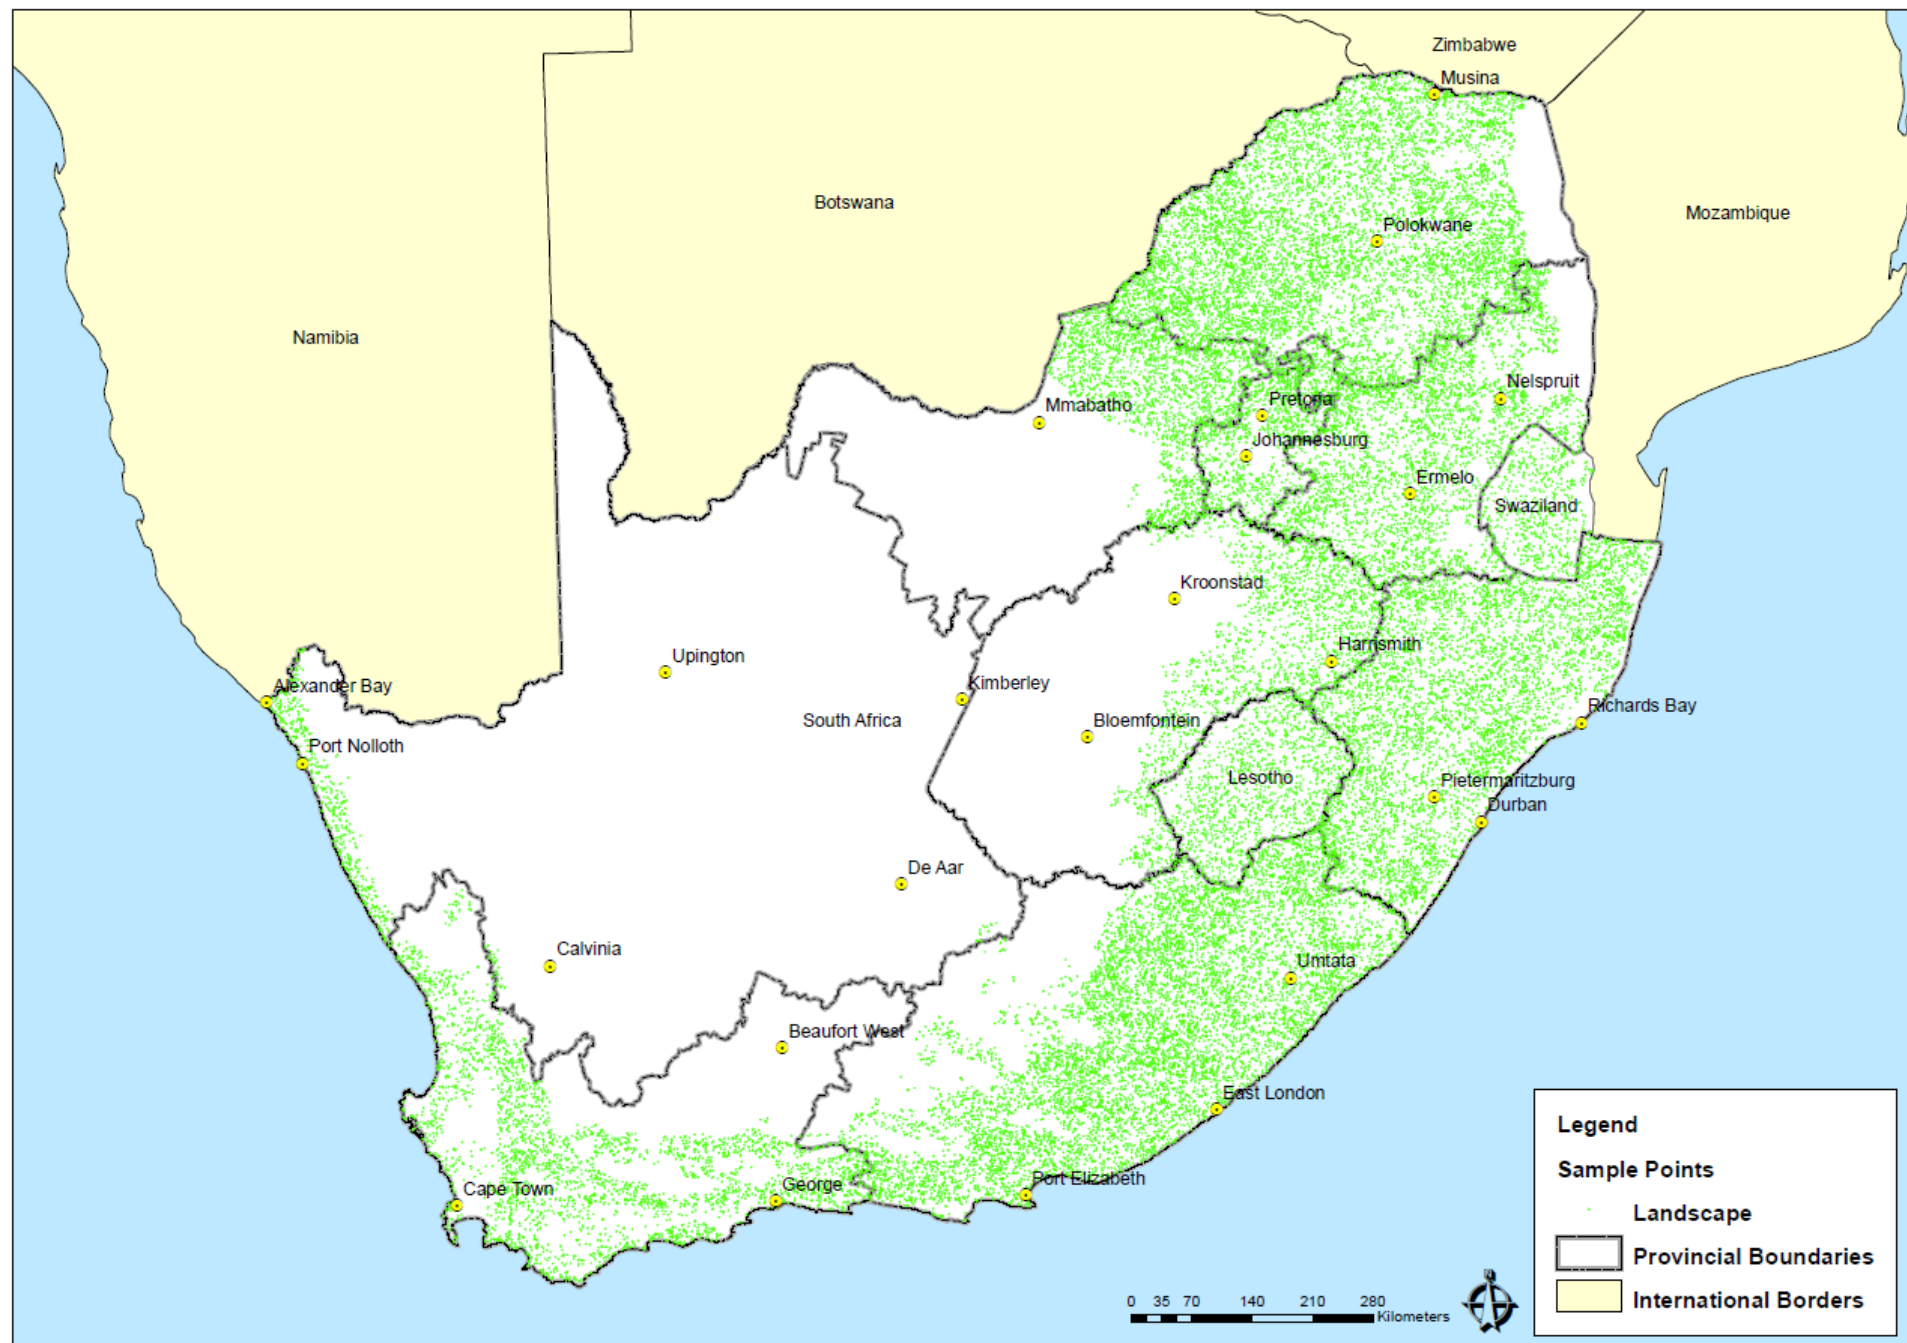 Zimbabwe
Musina
Botswana
Mozambique
Polokwane
Namibia
Nelspruit
Mmabatho
Pretoria
Johannesburg
Ermelo
Swaziland
Kroonstad
Harrismith
Upington
Alexander Bay
Kimberley
Richards Bay
South Africa
Bloemfontein
Port Nolloth
Lesotho
Pietermaritzburg
Durban
De Aar
Calvinia
Umtata
Beaufort West
East London
Port Elizabeth
George
Cape Town
Legend
Sample Points
Landscape
Provincial Boundaries
International Borders
0 35 70 140 210 280
Kilometers
N